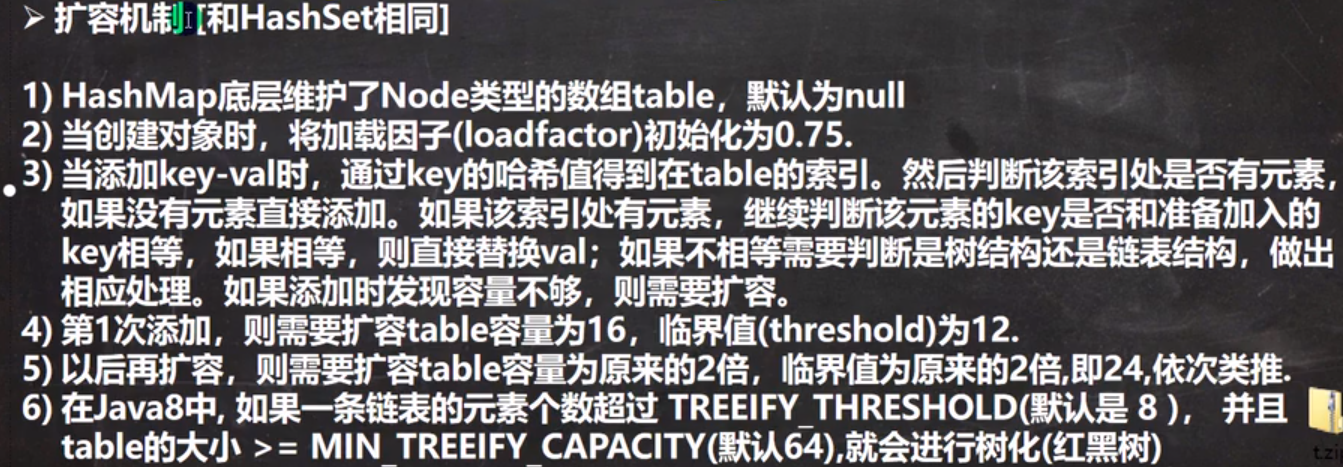 ➢ 扩容机制[和HashSet相同]
1) HashMap底层维护了Node类型的数组table，默认为null
2) 当创建对象时，将加载因子(loadfactor)初始化为0.75.
3) 当添加key-val时，通过key的哈希值得到在table的索引。然后判断该索引处是否有元素，
如果没有元素直接添加。如果该索引处有元素，继续判断该元素的key是否和准备加入的
key相等，如果相等，则直接替换val；如果不相等需要判断是树结构还是链表结构，做出
相应处理。如果添加时发现容量不够，则需要扩容。
4) 第1次添加，则需要扩容table容量为16，临界值(threshold)为12.
5) 以后再扩容，则需要扩容table容量为原来的2倍，临界值为原来的2倍,即24,依次类推.
6) 在Java8中, 如果一条链表的元素个数超过 TREEIFY_THRESHOLD(默认是 8 )， 并且
table的大小 >= MIN_TREEIFY_CAPACITY(默认64),就会进行树化(红黑树)